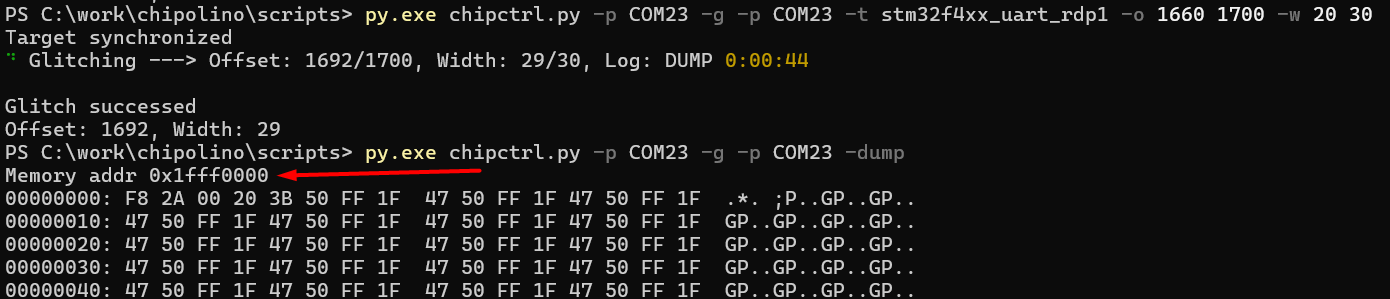 PS C:\work\chipolino\scripts> py.exe chipctrl.py -p COM23 -g -p COM23 -t stm32f4xx_uart_rdp1 -o 1660 1700 -w 20 30
Target synchronized
Glitching ---> Offset: 1692/1700, Width: 29/30, Log: DUMP 0:00:44
Glitch successed
Offset: 1692, Width: 29
PS C:\work\chipolino\scripts> py.exe chipctrl.py -p COM23 -g -p COM23 -dump
Memory addr 0x1fff0000
00000000: F8 2A 00 20 3B 50 FF 1F  47 50 FF 1F 47 50 FF 1F  .*. ;P..GP..GP..
00000010: 47 50 FF 1F 47 50 FF 1F  47 50 FF 1F 47 50 FF 1F  GP..GP..GP..GP..
00000020: 47 50 FF 1F 47 50 FF 1F  47 50 FF 1F 47 50 FF 1F  GP..GP..GP..GP..
00000030: 47 50 FF 1F 47 50 FF 1F  47 50 FF 1F 47 50 FF 1F  GP..GP..GP..GP..
00000040: 47 50 FF 1F 47 50 FF 1F  47 50 FF 1F 47 50 FF 1F  GP..GP..GP..GP..